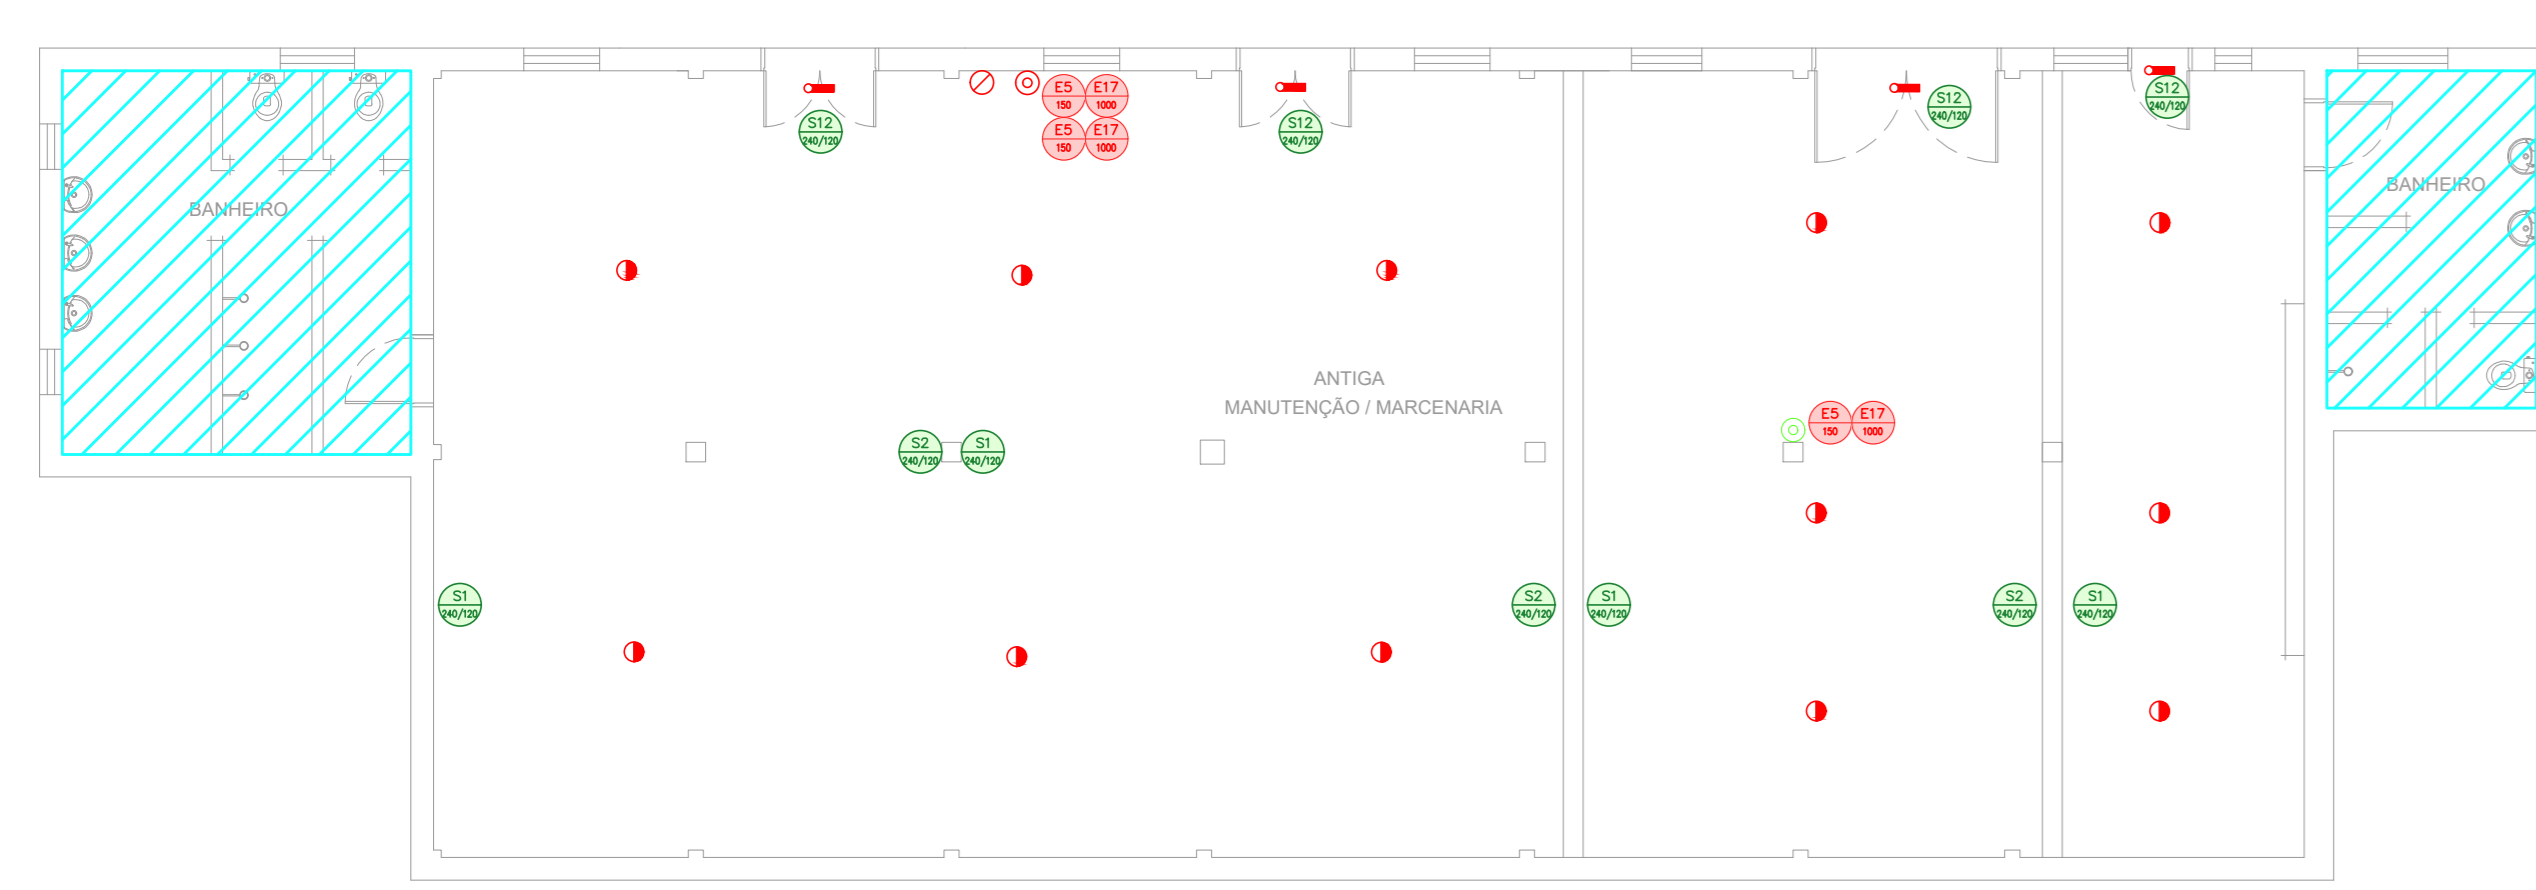 E5
150
E17
1000
E5
150
E17
1000
S12
240/120
S12
240/120
S12
240/120
S12
240/120
BANHEIRO
BANHEIRO
ANTIGA
MANUTENÇÃO / MARCENARIA
E5
150
E17
1000
S2
240/120
S1
240/120
S1
240/120
S2
240/120
S1
240/120
S2
240/120
S1
240/120